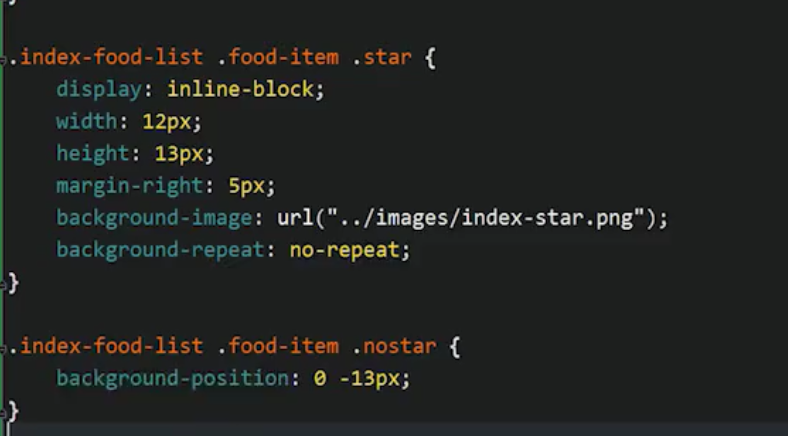 }
.index-food-list .food-item .star {
    display: inline-block;
    width: 12px;
    height: 13px;
    margin-right: 5px;
    background-image: url("../images/index-star.png");
    background-repeat: no-repeat;
}
.index-food-list .food-item .nostar {
    background-position: 0 -13px;
}